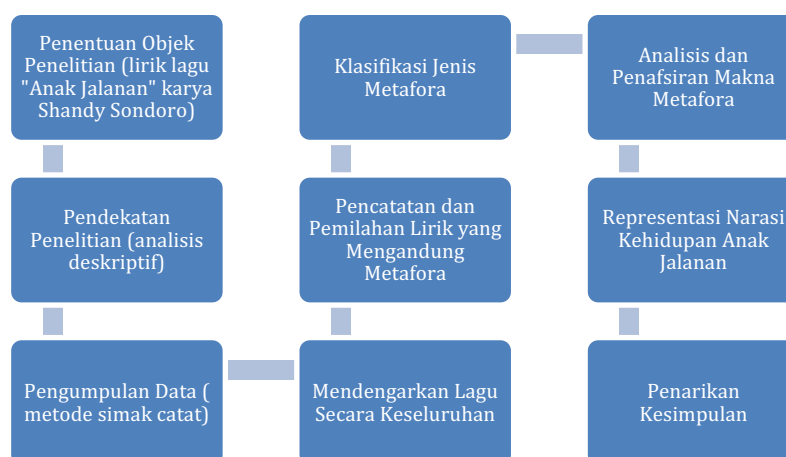 Penentuan Objek
Penelitian (lirik lagu
"Anak Jalanan" karya
Shandy Sondoro)
Pendekatan
Penelitian (analisis
deskriptif)
Pengumpulan Data (
metode simak catat)
Mendengarkan Lagu
Secara Keseluruhan
Pencatatan dan
Pemilahan Lirik yang
Mengandung
Metafora
Klasifikasi Jenis
Metafora
Analisis dan
Penafsiran Makna
Metafora
Representasi Narasi
Kehidupan Anak
Jalanan
Penarikan
Kesimpulan